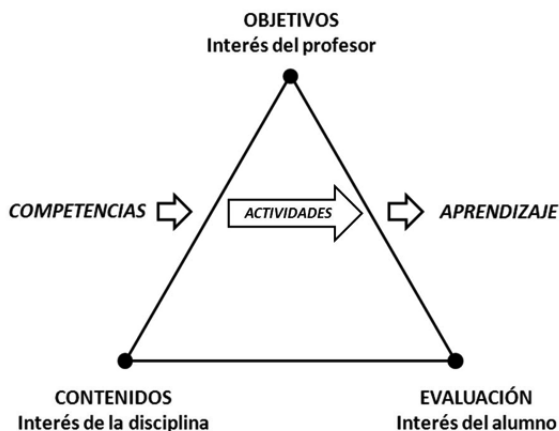 OBJETIVOS
Interés del profesor
COMPETENCIAS
ACTIVIDADES
APRENDIZAJE
CONTENIDOS
Interés de la disciplina
EVALUACIÓN
Interés del alumno